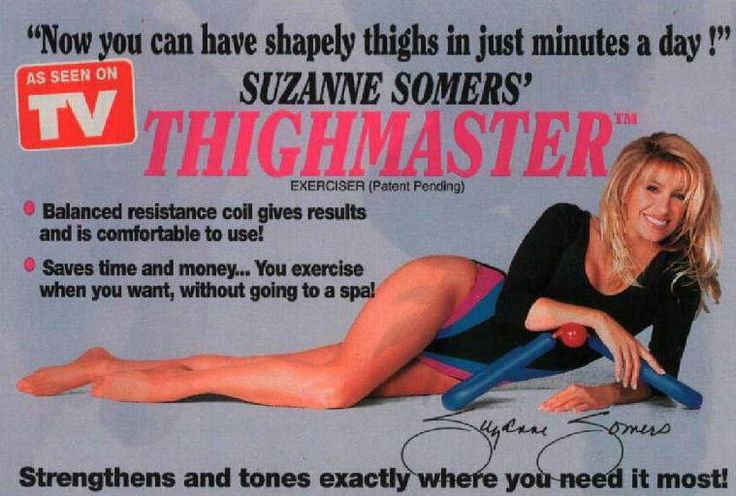 “Now you can have shapely thighs in just minutes a day !”
AS SEEN ON
TV
SUZANNE SOMERS’
THIGHMASTER™
EXERCISER (Patent Pending)
Balanced resistance coil gives results
and is comfortable to use!
Saves time and money... You exercise
when you want, without going to a spa!
Suzanne Somers
Strengthens and tones exactly where you need it most!